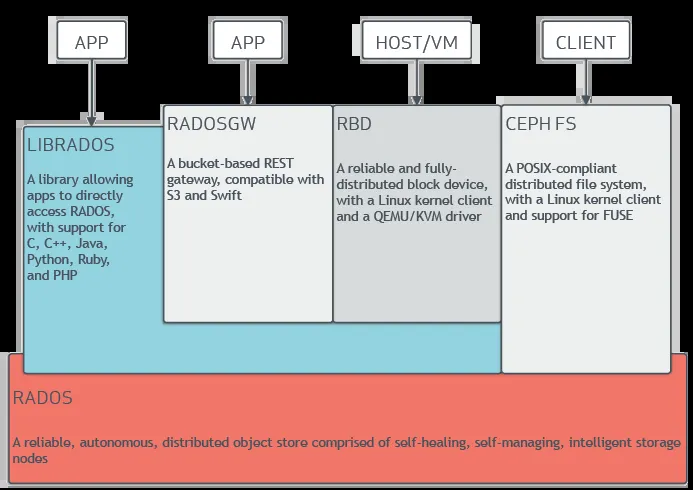 APP
APP
HOST/VM
CLIENT
LIBRADOS
A library allowing
apps to directly
access RADOS,
with support for
C, C++, Java,
Python, Ruby,
and PHP
RADOSGW
A bucket-based REST
gateway, compatible with
S3 and Swift
RBD
A reliable and fully-
distributed block device,
with a Linux kernel client
and a QEMU/KVM driver
CEPH FS
A POSIX-compliant
distributed file system,
with a Linux kernel client
and support for FUSE
RADOS
A reliable, autonomous, distributed object store comprised of self-healing, self-managing, intelligent storage
nodes